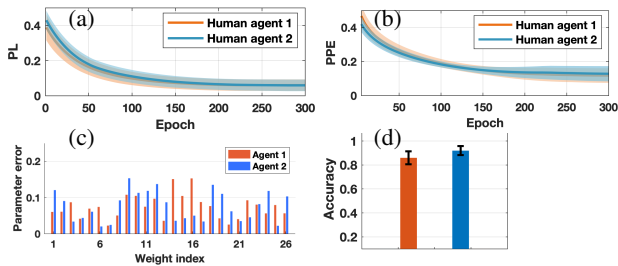 (a)
Human agent 1
Human agent 2
PL
0.4
0.2
0
0 50 100 150 200 250 300
Epoch
(b)
Human agent 1
Human agent 2
PPE
0.4
0.2
0
50 100 150 200 250 300
Epoch
(c)
Agent 1
Agent 2
Parameter error
0.2
0.1
0
1 6 11 16 21 26
Weight index
(d)
Accuracy
1
0.8
0.6
0.4
0.2